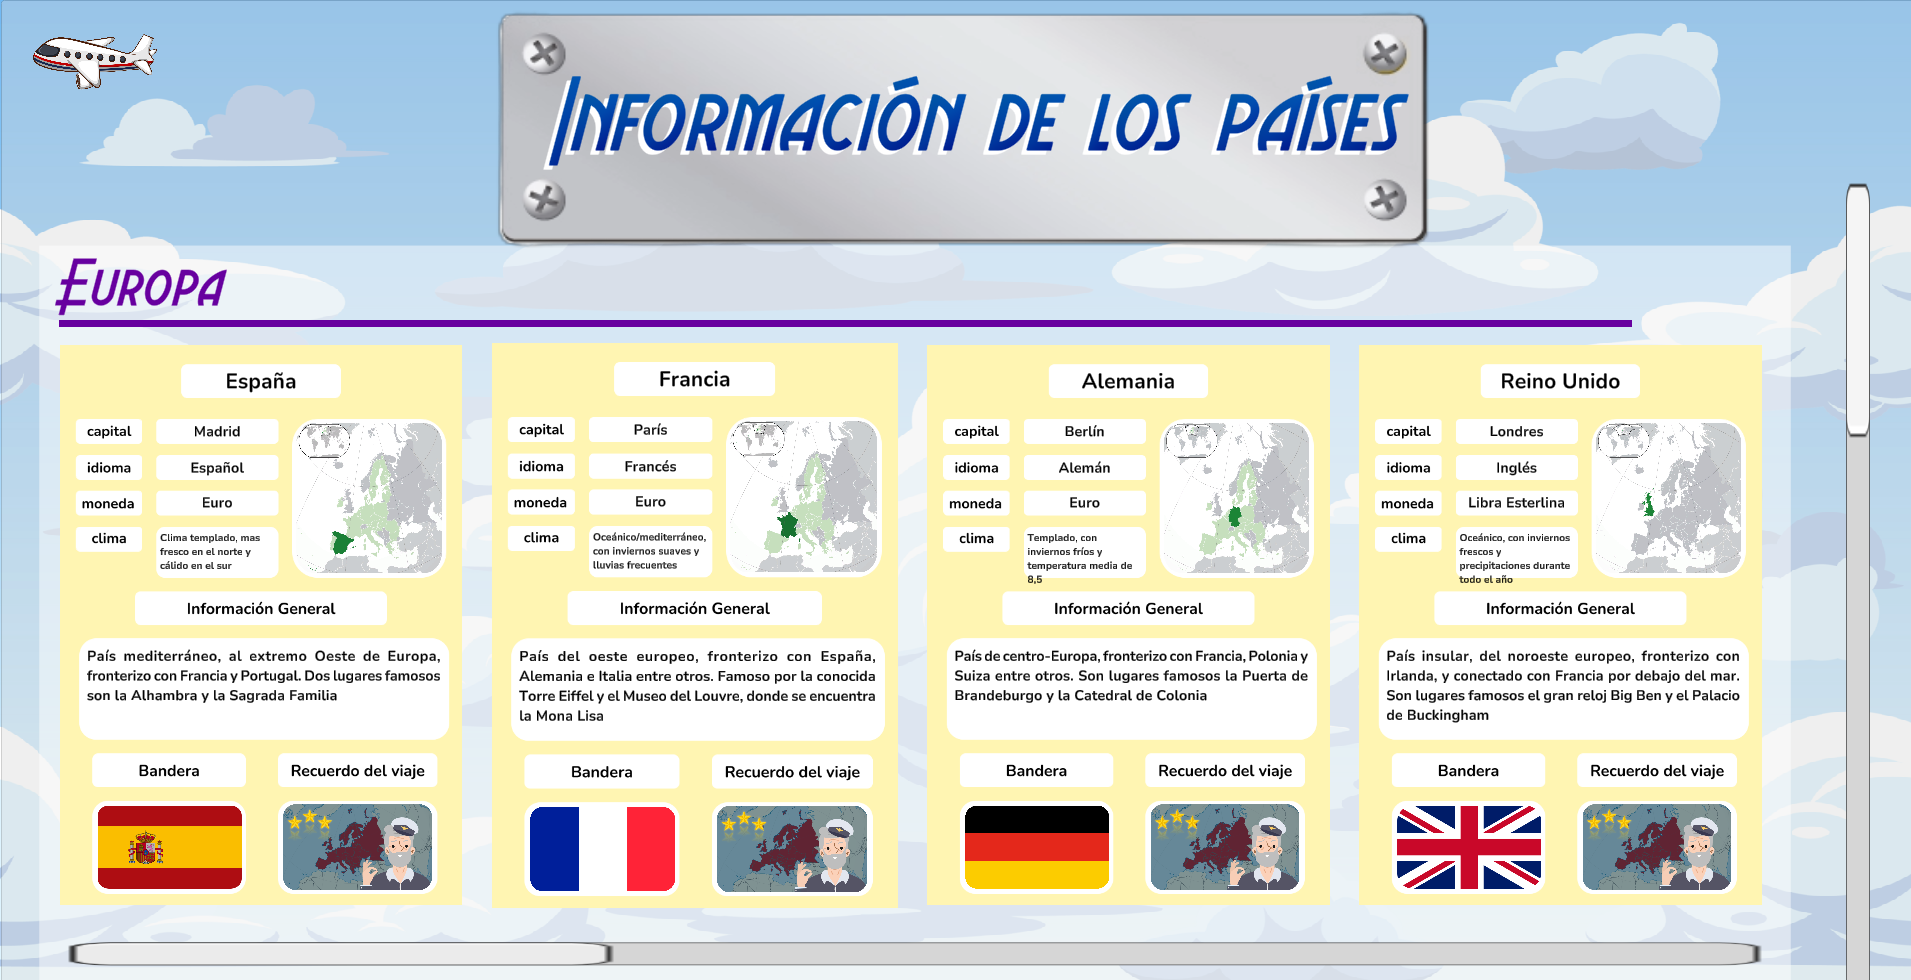 Información de los países
Europa
España
capital
Madrid
idioma
Español
moneda
Euro
clima
Clima templado, mas
fresco en el norte y
cálido en el sur
Información General
País mediterráneo, al extremo Oeste de Europa,
fronterizo con Francia y Portugal. Dos lugares famosos
son la Alhambra y la Sagrada Familia
Bandera
Recuerdo del viaje
Francia
capital
París
idioma
Francés
moneda
Euro
clima
Oceánico/mediterráneo,
con inviernos suaves y
lluvias frecuentes
Información General
País del oeste europeo, fronterizo con España,
Alemania e Italia entre otros. Famoso por la conocida
Torre Eiffel y el Museo del Louvre, donde se encuentra
la Mona Lisa
Bandera
Recuerdo del viaje
Alemania
capital
Berlín
idioma
Alemán
moneda
Euro
clima
Templado, con
inviernos fríos y
temperatura media de
8,5
Información General
País de centro-Europa, fronterizo con Francia, Polonia y
Suiza entre otros. Son lugares famosos la Puerta de
Brandeburgo y la Catedral de Colonia
Bandera
Recuerdo del viaje
Reino Unido
capital
Londres
idioma
Inglés
moneda
Libra Esterlina
clima
Oceánico, con inviernos
frescos y
precipitaciones durante
todo el año
Información General
País insular, del noroeste europeo, fronterizo con
Irlanda, y conectado con Francia por debajo del mar.
Son lugares famosos el gran reloj Big Ben y el Palacio
de Buckingham
Bandera
Recuerdo del viaje